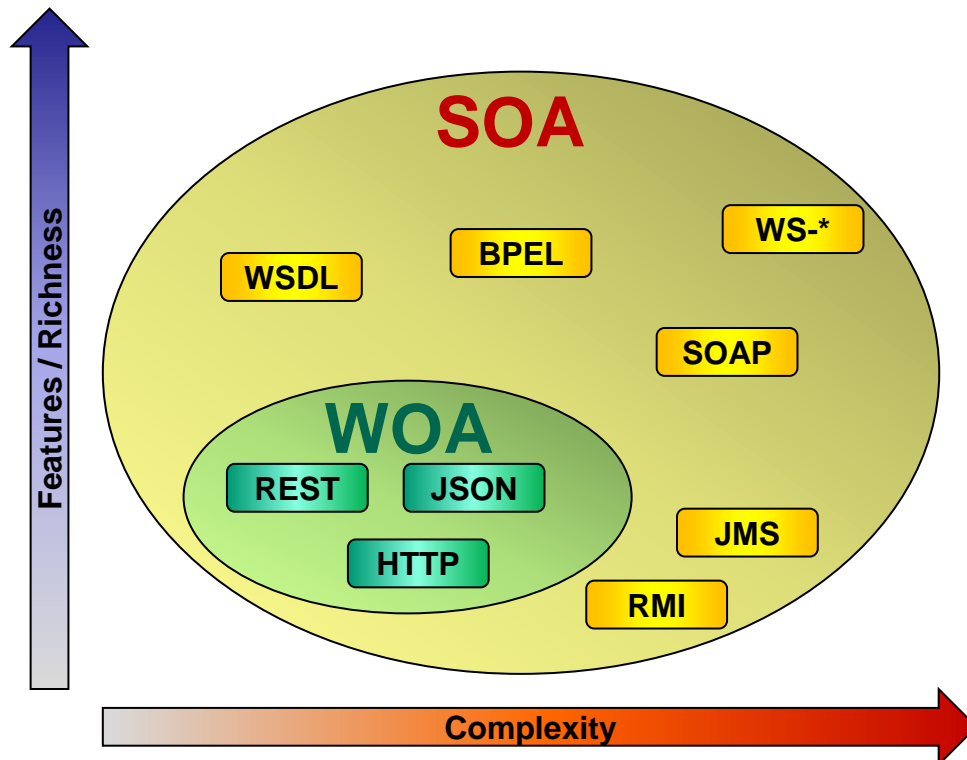 SOA
WS-*
BPEL
WSDL
SOAP
WOA
REST
JSON
JMS
HTTP
RMI
Features / Richness
Complexity